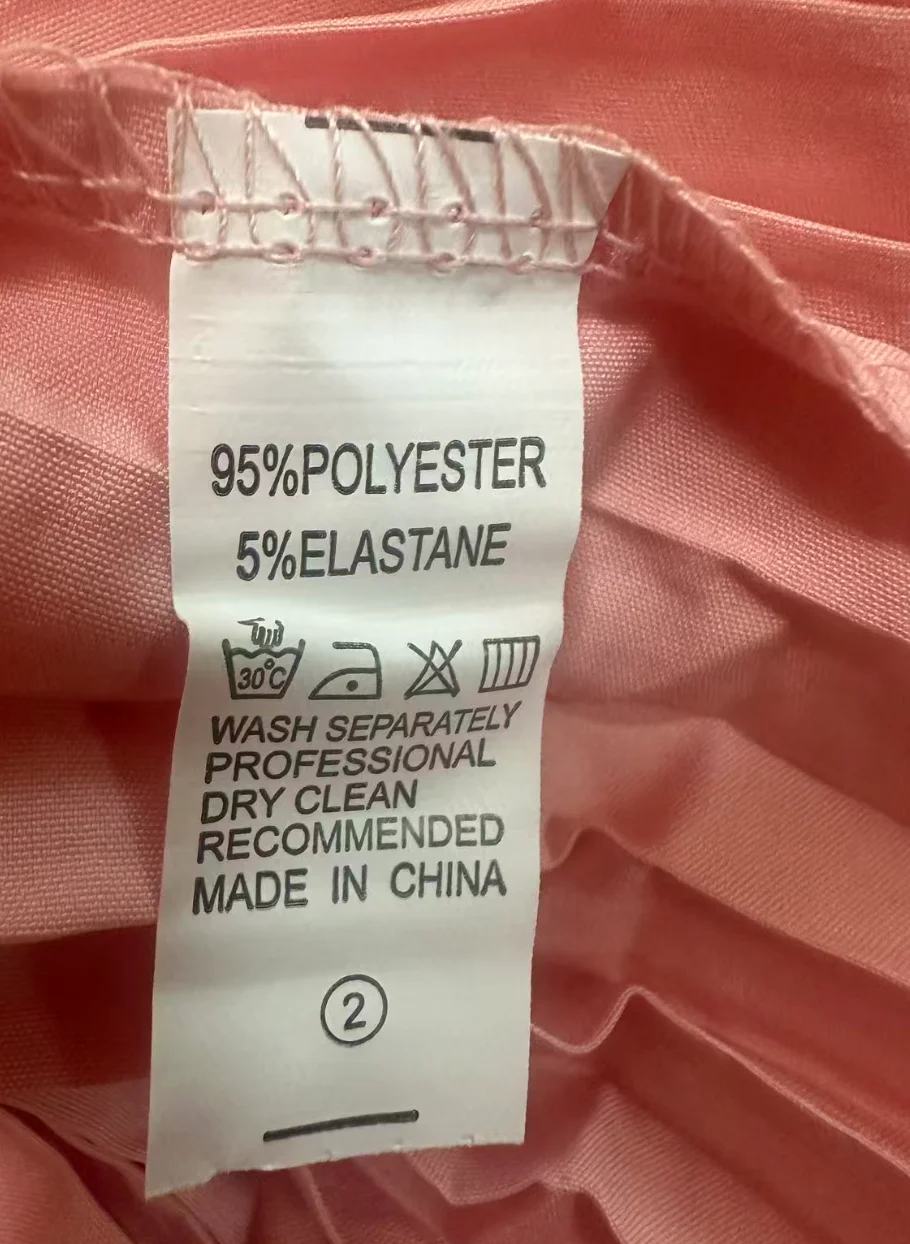 95%POLYESTER
5%ELASTANE
30°C
WASH SEPARATELY
PROFESSIONAL
DRY CLEAN
RECOMMENDED
MADE IN CHINA
2